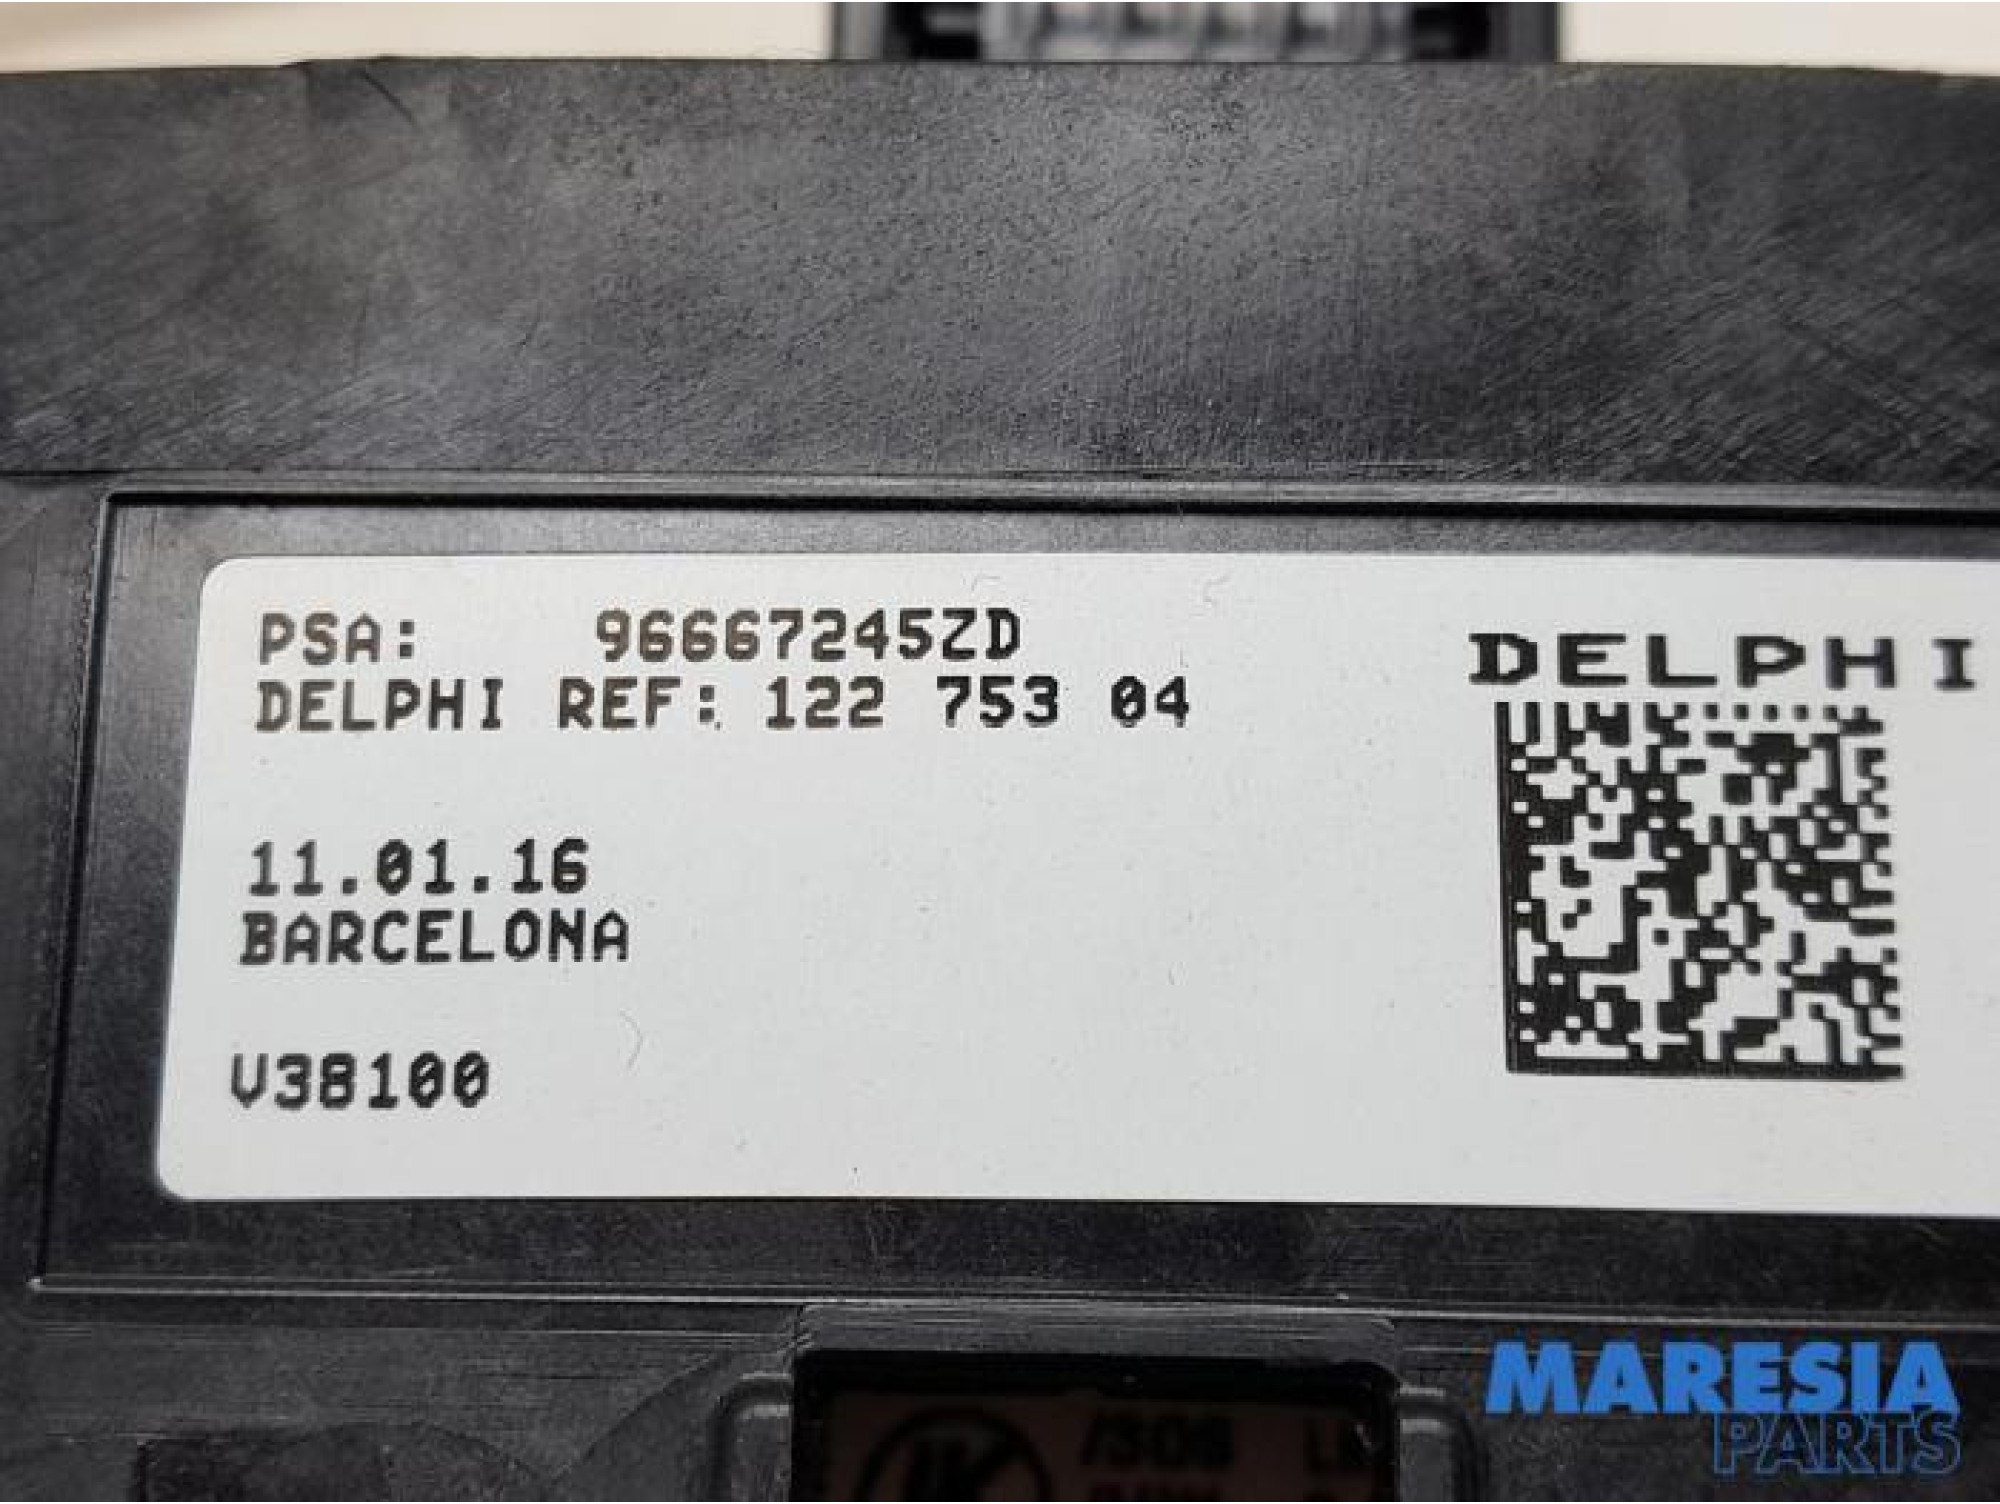 PSA: 96667245ZD
DELPHI REF: 122 753 04
DELPHI
11.01.16
BARCELONA
V38100
MARESIA
PARTS